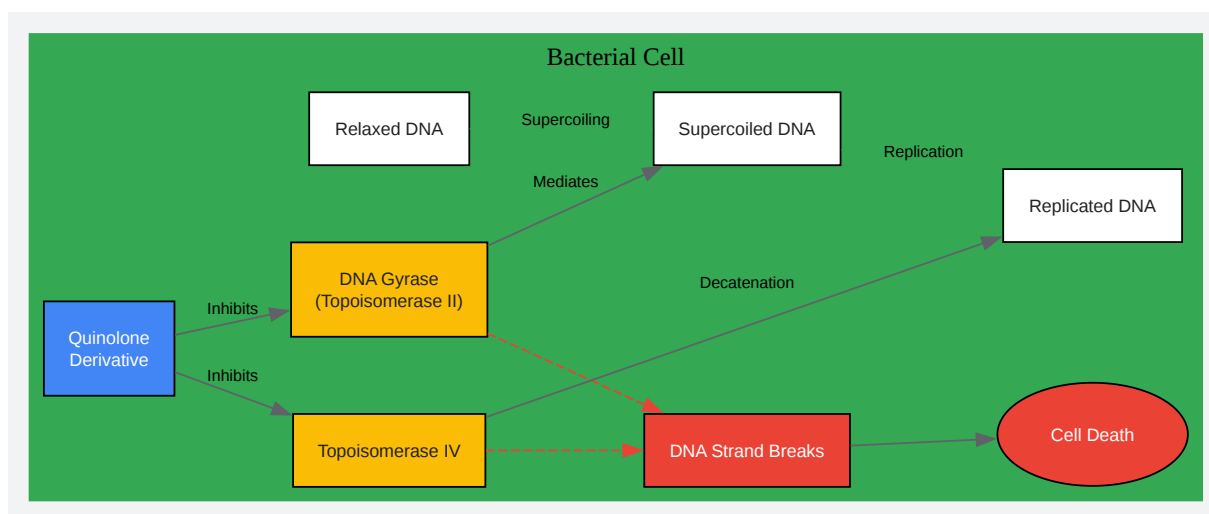 Bacterial Cell
Relaxed DNA
Supercoiling
Supercoiled DNA
Replication
Mediates
Replicated DNA
DNA Gyrase
(Topoisomerase II)
Decatenation
Inhibits
Quinolone
Derivative
Inhibits
Topoisomerase IV
DNA Strand Breaks
Cell Death